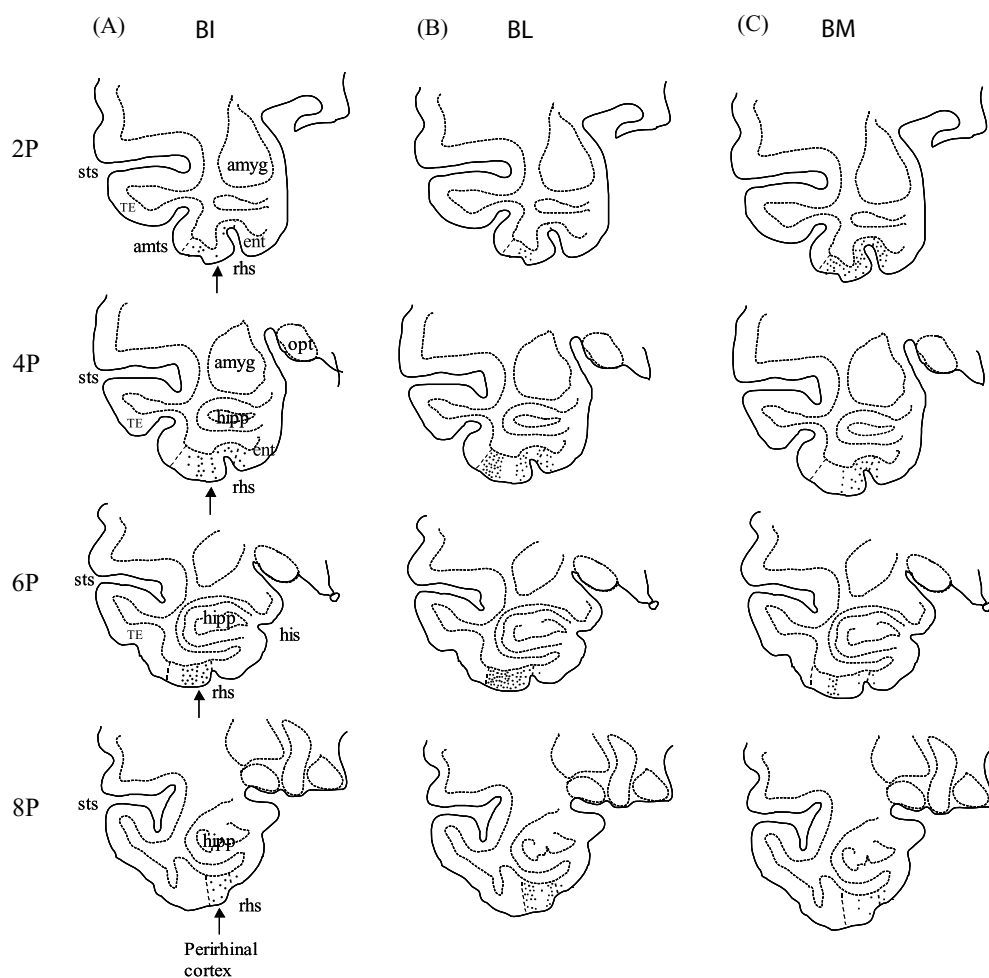 (A) BI (B) BL (C) BM
2P
sts
amyg
TE
amts
ent
rhs
4P
opt
amyg
sts
hipp
TE
ent
rhs
6P
sts
hipp
TE
his
rhs
8P
sts
hipp
rhs
Perirhinal
cortex